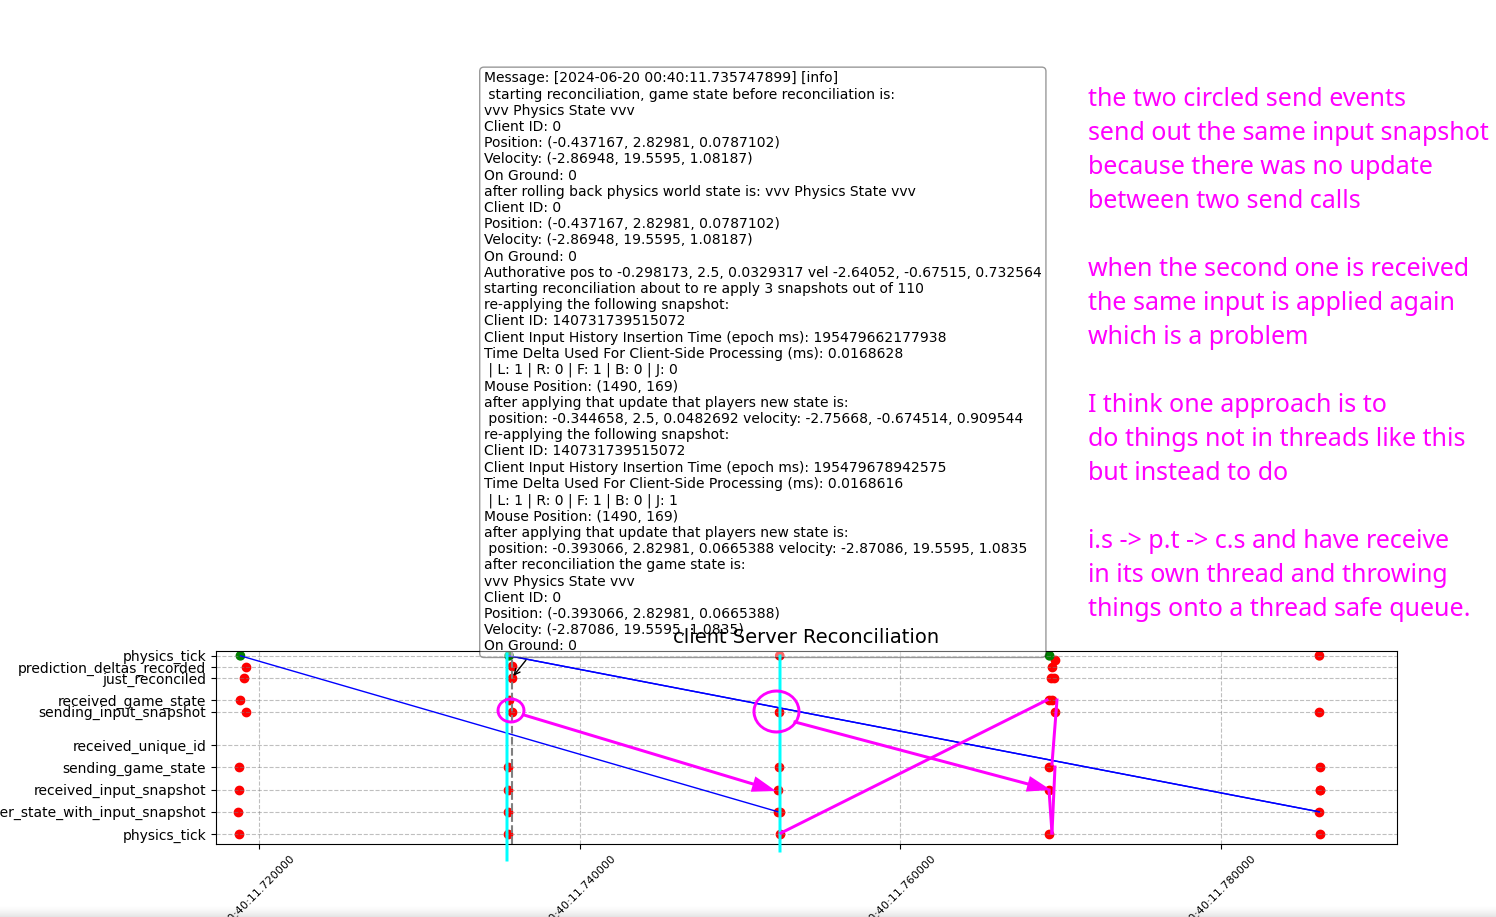 Message: [2024-06-20 00:40:11.735747899] [info]
starting reconciliation, game state before reconciliation is:
vvv Physics State vvv
Client ID: 0
Position: (-0.437167, 2.82981, 0.0787102)
Velocity: (-2.86948, 19.5595, 1.08187)
On Ground: 0
after rolling back physics world state is: vvv Physics State vvv
Client ID: 0
Position: (-0.437167, 2.82981, 0.0787102)
Velocity: (-2.86948, 19.5595, 1.08187)
On Ground: 0
Authorative pos to -0.298173, 2.5, 0.0329317 vel -2.64052, -0.67515, 0.732564
starting reconciliation about to re apply 3 snapshots out of 110
re-applying the following snapshot:
Client ID: 140731739515072
Client Input History Insertion Time (epoch ms): 195479662177938
Time Delta Used For Client-Side Processing (ms): 0.0168628
| L: 1 | R: 0 | F: 1 | B: 0 | J: 0
Mouse Position: (1490, 169)
after applying that update that players new state is:
position: -0.344658, 2.5, 0.0482692 velocity: -2.75668, -0.674514, 0.909544
re-applying the following snapshot:
Client ID: 140731739515072
Client Input History Insertion Time (epoch ms): 195479678942575
Time Delta Used For Client-Side Processing (ms): 0.0168616
| L: 1 | R: 0 | F: 1 | B: 0 | J: 1
Mouse Position: (1490, 169)
after applying that update that players new state is:
position: -0.393066, 2.82981, 0.0665388 velocity: -2.87086, 19.5595, 1.0835
after reconciliation the game state is:
vvv Physics State vvv
Client ID: 0
Position: (-0.393066, 2.82981, 0.0665388)
Velocity: (-2.87086, 19.5595, 1.0835)
On Ground: 0
the two circled send events
send out the same input snapshot
because there was no update
between two send calls
when the second one is received
the same input is applied again
which is a problem
I think one approach is to
do things not in threads like this
but instead to do
i.s -> p.t -> c.s and have receive
in its own thread and throwing
things onto a thread safe queue.
client Server Reconciliation
physics_tick
prediction_deltas_recorded
just_reconciled
received_game_state
sending_input_snapshot
received_unique_id
sending_game_state
received_input_snapshot
er_state_with_input_snapshot
physics_tick
:40:11.720000
:40:11.740000
:40:11.760000
:40:11.780000